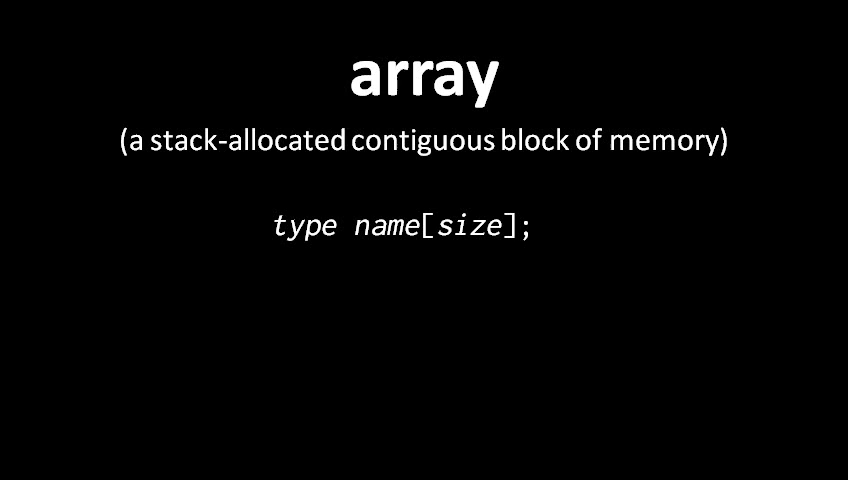 array
(a stack-allocated contiguous block of memory)
type name[size];